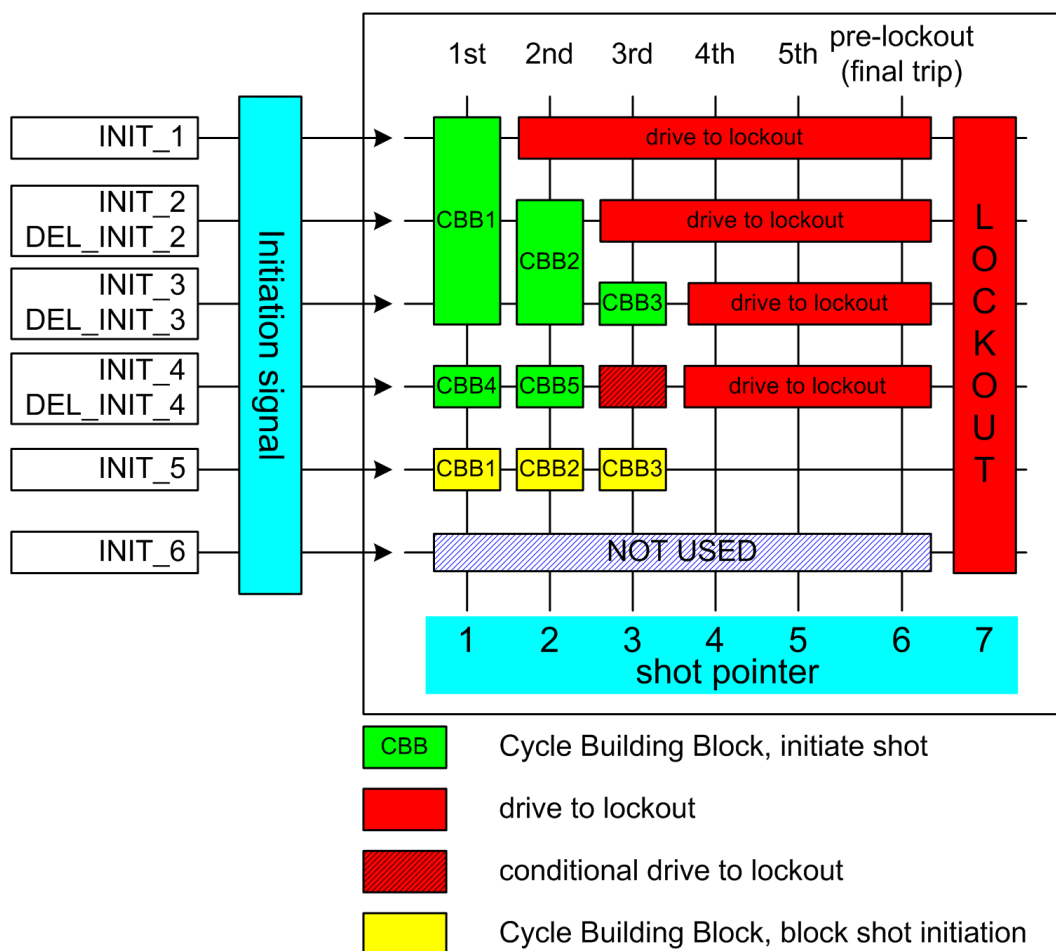 1st 2nd 3rd 4th 5th pre-lockout
(final trip)
INIT_1
drive to lockout
INIT_2
DEL_INIT_2
CBB1
CBB2
drive to lockout
INIT_3
DEL_INIT_3
CBB3
drive to lockout
INIT_4
DEL_INIT_4
CBB4 CBB5
drive to lockout
INIT_5
CBB1 CBB2 CBB3
INIT_6
NOT USED
Initiation signal
LOCKOUT
1 2 3 4 5 6 7
shot pointer
CBB Cycle Building Block, initiate shot
drive to lockout
conditional drive to lockout
Cycle Building Block, block shot initiation